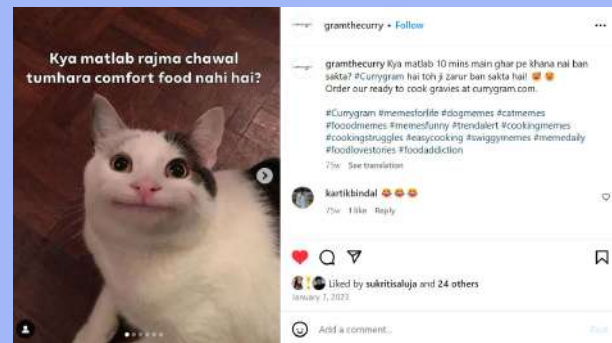 Kya matlab rajma chawal
tumhara comfort food nahi hai?
gramthecurry • Follow
gramthecurry Kya matlab 10 mins main ghar pe khana nai ban
sakta? #Currygram hai toh ji zarur ban sakta hai! 😻 😻
Order our ready to cook gravies at currygram.com.
#Currygram #memesforlife #dogmemes #catmemes
#fooodmemes #memesfunny #trendalert #cookingmemes
#cookingstruggles #easycooking #swiggymemes #memedaily
#foodlovestories #foodaddiction
75w See translation
kartikbindal 😂😂😂
75w 1 like Reply
Liked by sukritisaluja and 24 others
January 7, 2023
Add a comment...
Post